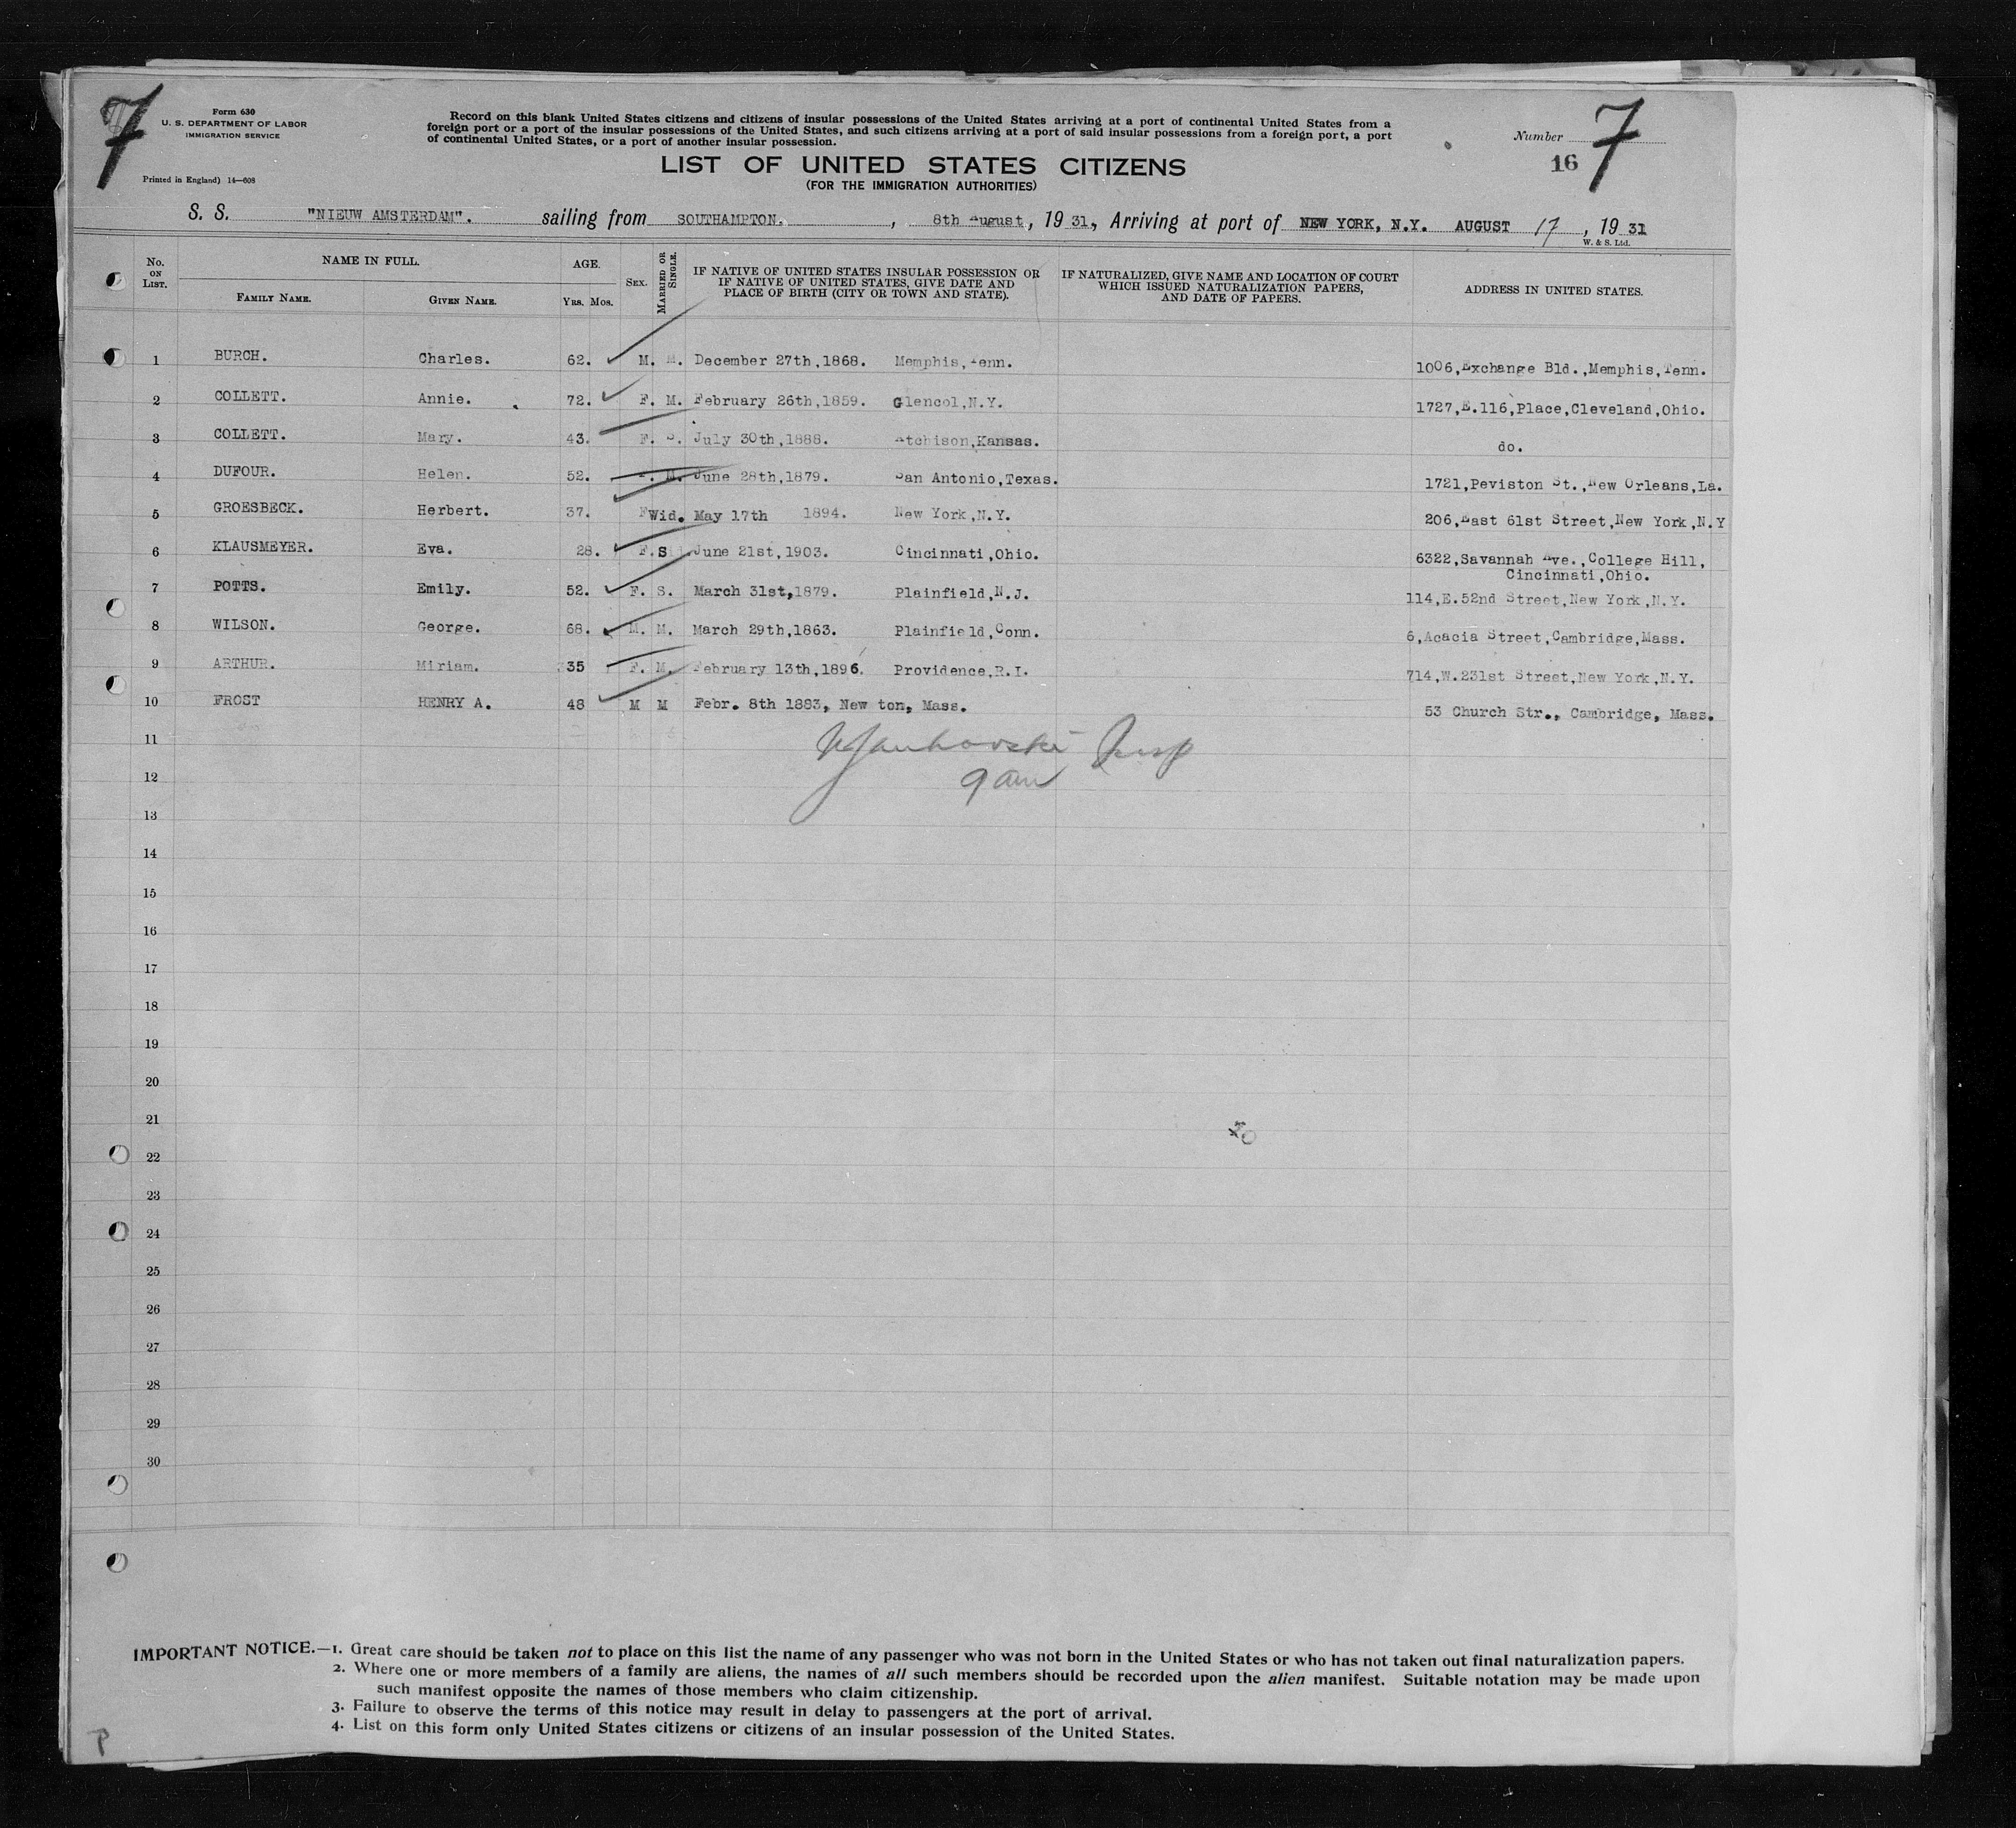 7
Form 630
U. S. DEPARTMENT OF LABOR
IMMIGRATION SERVICE
Printed in England) 14—608
Record on this blank United States citizens and citizens of insular possessions of the United States arriving at a port of continental United States from a
foreign port or a port of the insular possessions of the United States, and such citizens arriving at a port of said insular possessions from a foreign port, a port
of continental United States, or a port of another insular possession.
LIST OF UNITED STATES CITIZENS
(FOR THE IMMIGRATION AUTHORITIES)
Number 7
16
S. S. "NIEUW AMSTERDAM". sailing from SOUTHAMPTON. , 8th August, 1931, Arriving at port of NEW YORK, N.Y. AUGUST 17, 1931
W. & S. Ltd.
No. ON LIST. NAME IN FULL. FAMILY NAME. GIVEN NAME. AGE. YRS. MOS. SEX. MARRIED OR SINGLE. IF NATIVE OF UNITED STATES INSULAR POSSESSION OR IF NATIVE OF UNITED STATES, GIVE DATE AND PLACE OF BIRTH (CITY OR TOWN AND STATE). IF NATURALIZED, GIVE NAME AND LOCATION OF COURT WHICH ISSUED NATURALIZATION PAPERS, AND DATE OF PAPERS. ADDRESS IN UNITED STATES.
1 BURCH. Charles. 62. M. M. December 27th,1868. Memphis,Tenn. 1006,Exchange Bld.,Memphis,Tenn.
2 COLLETT. Annie. 72. F. M. February 26th,1859. Glencol,N.Y. 1727,E.116,Place,Cleveland,Ohio.
3 COLLETT. Mary. 43. F. S. July 30th,1888. Atchison,Kansas. do.
4 DUFOUR. Helen. 52. F. M. June 28th,1879. San Antonio,Texas. 1721,Peviston St.,New Orleans,La.
5 GROESBECK. Herbert. 37. F Wid. May 17th 1894. New York,N.Y. 206,East 61st Street,New York,N.Y
6 KLAUSMEYER. Eva. 28. F. S June 21st,1903. Cincinnati,Ohio. 6322,Savannah Ave.,College Hill,
Cincinnati,Ohio.
7 POTTS. Emily. 52. F. S. March 31st,1879. Plainfield,N.J. 114,E.52nd Street,New York,N.Y.
8 WILSON. George. 68. M. M. March 29th,1863. Plainfield,Conn. 6,Acacia Street,Cambridge,Mass.
9 ARTHUR. Miriam. 35 F. M. February 13th,1896. Providence,R.I. 714,W.231st Street,New York,N.Y.
10 FROST HENRY A. 48 M M Febr. 8th 1883, New ton, Mass. 53 Church Str., Cambridge, Mass.
11
Insp
12
9 am
13
14
15
16
17
18
19
20
21
22
23
24
25
26
27
28
29
30
IMPORTANT NOTICE.—1. Great care should be taken not to place on this list the name of any passenger who was not born in the United States or who has not taken out final naturalization papers.
2. Where one or more members of a family are aliens, the names of all such members should be recorded upon the alien manifest. Suitable notation may be made upon
such manifest opposite the names of those members who claim citizenship.
3. Failure to observe the terms of this notice may result in delay to passengers at the port of arrival.
4. List on this form only United States citizens or citizens of an insular possession of the United States.
P